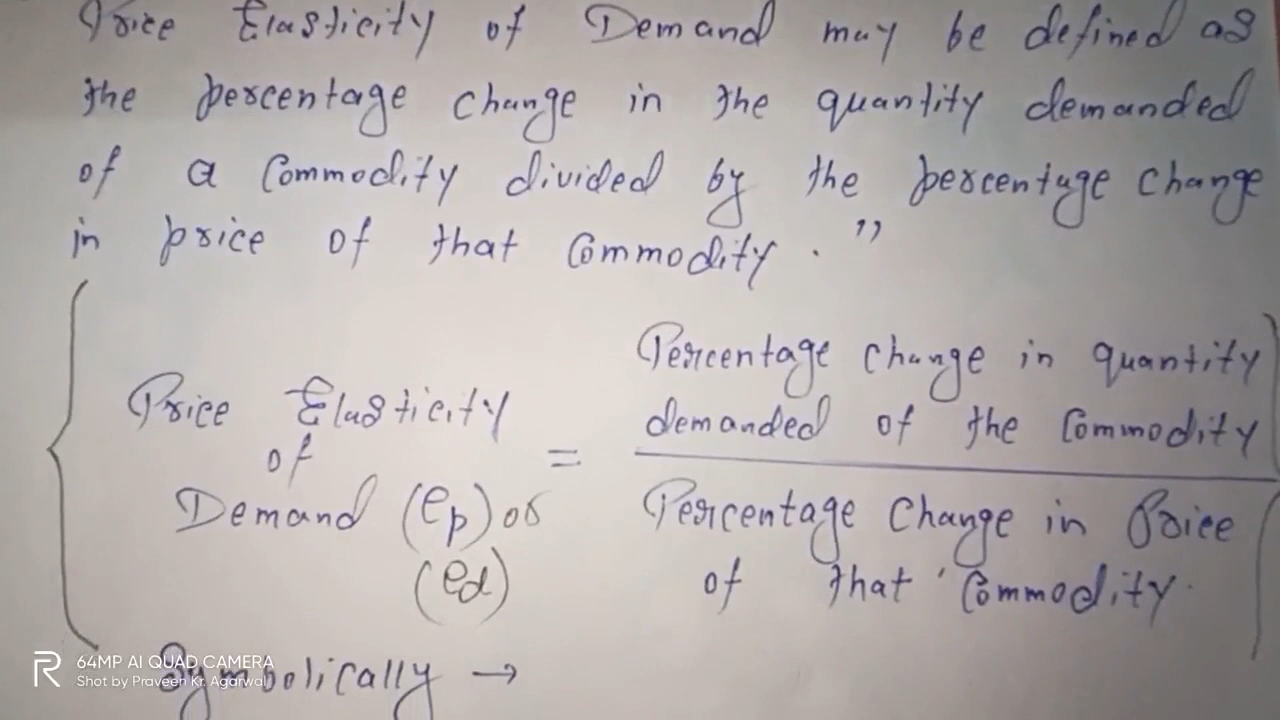 Price Elasticity of Demand may be defined as
the percentage change in the quantity demanded
of a Commodity divided by the percentage change
in price of that Commodity . ”
Percentage change in quantity
demanded of the Commodity
Price Elasticity
of
Demand (ep) or
(ed)
=
Percentage Change in Price
of that Commodity.
Symbolically →
64MP AI QUAD CAMERA
Shot by Praveen Kr. Agarwal